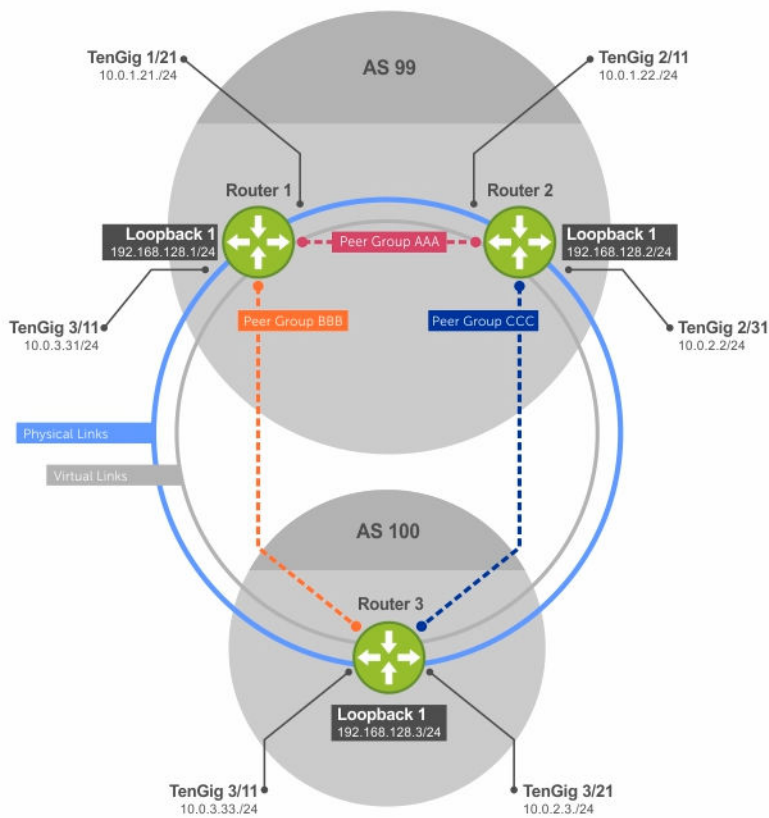 TenGig 1/21
10.0.1.21./24
AS 99
TenGig 2/11
10.0.1.22./24
Router 1
Router 2
Loopback 1
192.168.128.1/24
Peer Group AAA
Loopback 1
192.168.128.2/24
TenGig 3/11
10.0.3.31/24
Peer Group BBB
Peer Group CCC
TenGig 2/31
10.0.2.2/24
Physical Links
Virtual Links
AS 100
Router 3
Loopback 1
192.168.128.3/24
TenGig 3/11
10.0.3.33./24
TenGig 3/21
10.0.2.3./24